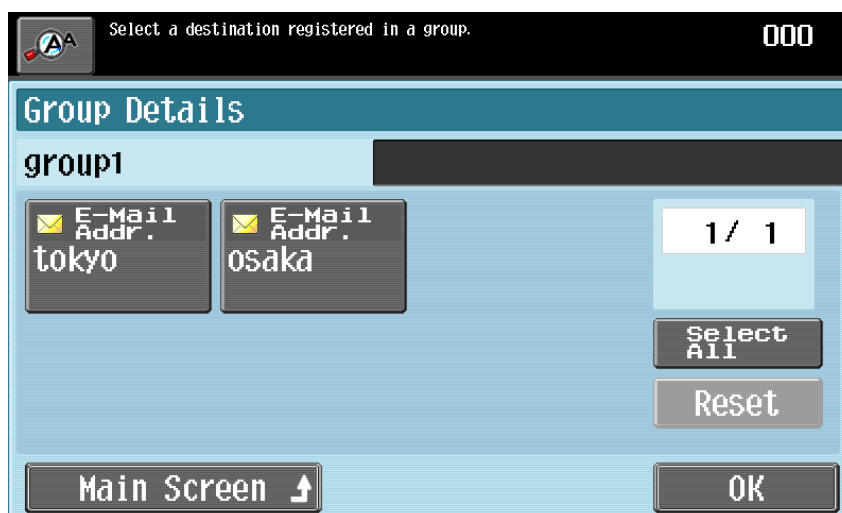 Select a destination registered in a group.
000
Group Details
group1
E-Mail
Addr.
tokyo
E-Mail
Addr.
osaka
1/ 1
Select
All
Reset
Main Screen
OK